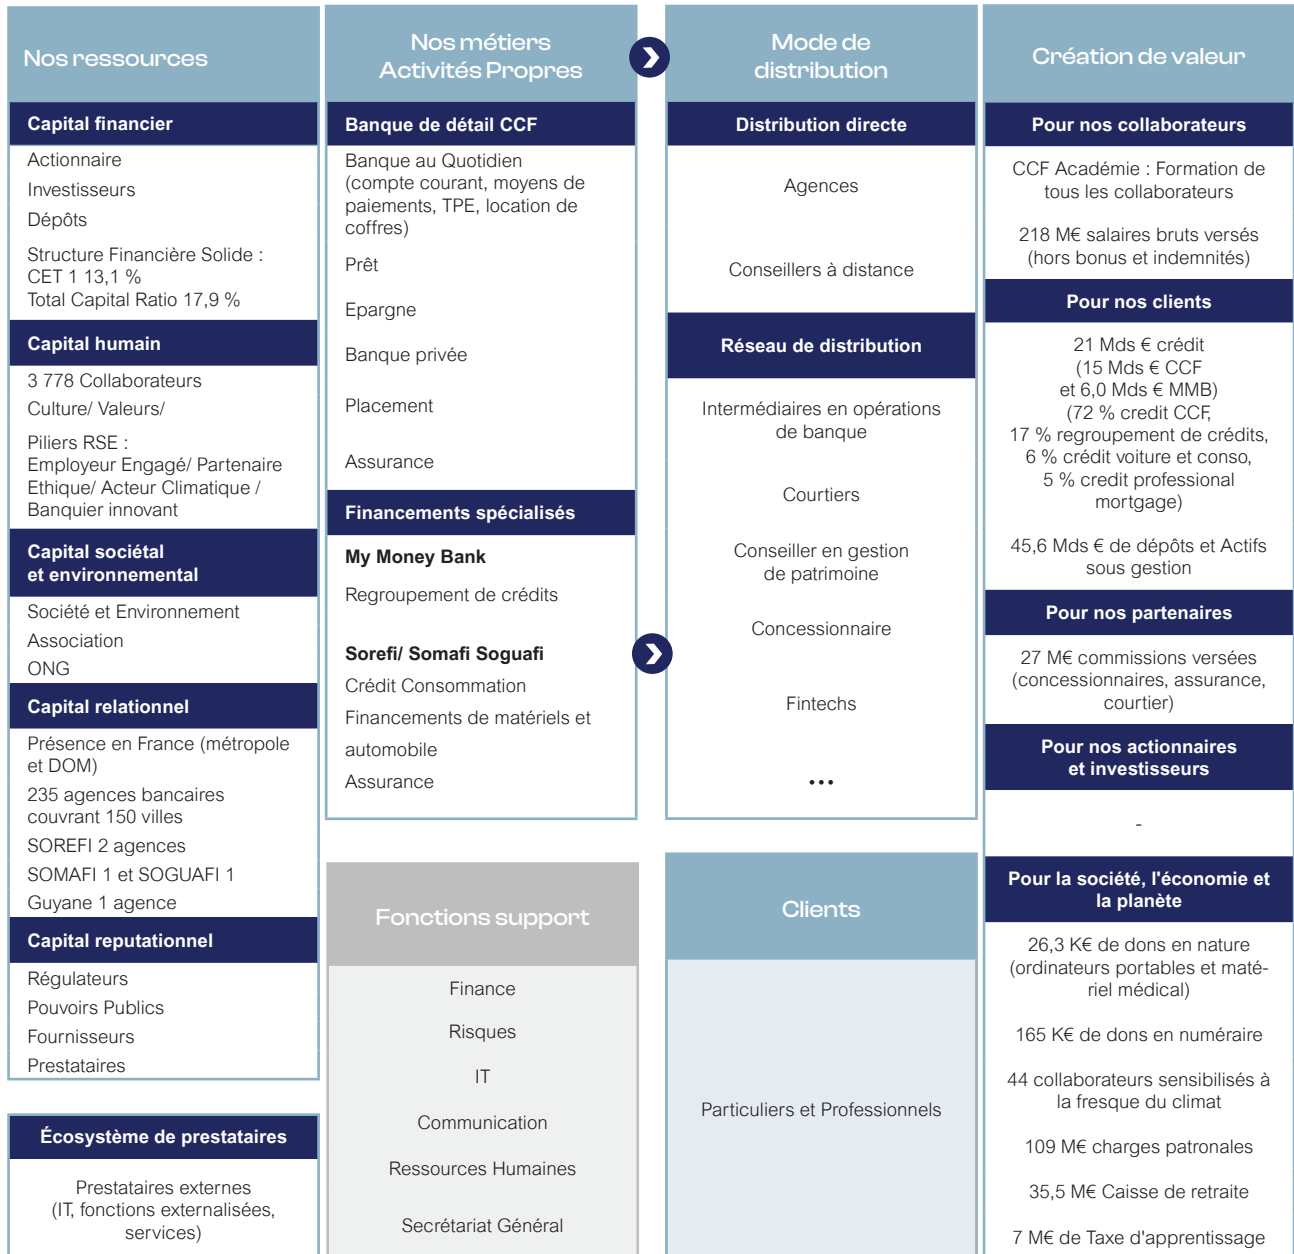 Nos ressources
Capital financier
Actionnaire
Investisseurs
Dépôts
Structure Financière Solide :
CET 1 13,1 %
Total Capital Ratio 17,9 %
Capital humain
3 778 Collaborateurs
Culture/ Valeurs/
Piliers RSE :
Employeur Engagé/ Partenaire
Ethique/ Acteur Climatique /
Banquier innovant
Capital sociétal
et environnemental
Société et Environnement
Association
ONG
Capital relationnel
Présence en France (métropole
et DOM)
235 agences bancaires
couvrant 150 villes
SOREFI 2 agences
SOMAFI 1 et SOGUAFI 1
Guyane 1 agence
Capital reputationnel
Régulateurs
Pouvoirs Publics
Fournisseurs
Prestataires
Écosystème de prestataires
Prestataires externes
(IT, fonctions externalisées,
services)
Nos métiers
Activités Propres
Banque de détail CCF
Banque au Quotidien
(compte courant, moyens de
paiements, TPE, location de
coffres)
Prêt
Epargne
Banque privée
Placement
Assurance
Financements spécialisés
My Money Bank
Regroupement de crédits
Sorefi/ Somafi Soguafi
Crédit Consommation
Financements de matériels et
automobile
Assurance
Fonctions support
Finance
Risques
IT
Communication
Ressources Humaines
Secrétariat Général
Mode de
distribution
Distribution directe
Agences
Conseillers à distance
Réseau de distribution
Intermédiaires en opérations
de banque
Courtiers
Conseiller en gestion
de patrimoine
Concessionnaire
Fintechs
...
Clients
Particuliers et Professionnels
Création de valeur
Pour nos collaborateurs
CCF Académie : Formation de
tous les collaborateurs
218 M€ salaires bruts versés
(hors bonus et indemnités)
Pour nos clients
21 Mds € crédit
(15 Mds € CCF
et 6,0 Mds € MMB)
(72 % credit CCF,
17 % regroupement de crédits,
6 % crédit voiture et conso,
5 % credit professional
mortgage)
45,6 Mds € de dépôts et Actifs
sous gestion
Pour nos partenaires
27 M€ commissions versées
(concessionnaires, assurance,
courtier)
Pour nos actionnaires
et investisseurs
-
Pour la société, l'économie et
la planète
26,3 K€ de dons en nature
(ordinateurs portables et maté-
riel médical)
165 K€ de dons en numéraire
44 collaborateurs sensibilisés à
la fresque du climat
109 M€ charges patronales
35,5 M€ Caisse de retraite
7 M€ de Taxe d'apprentissage